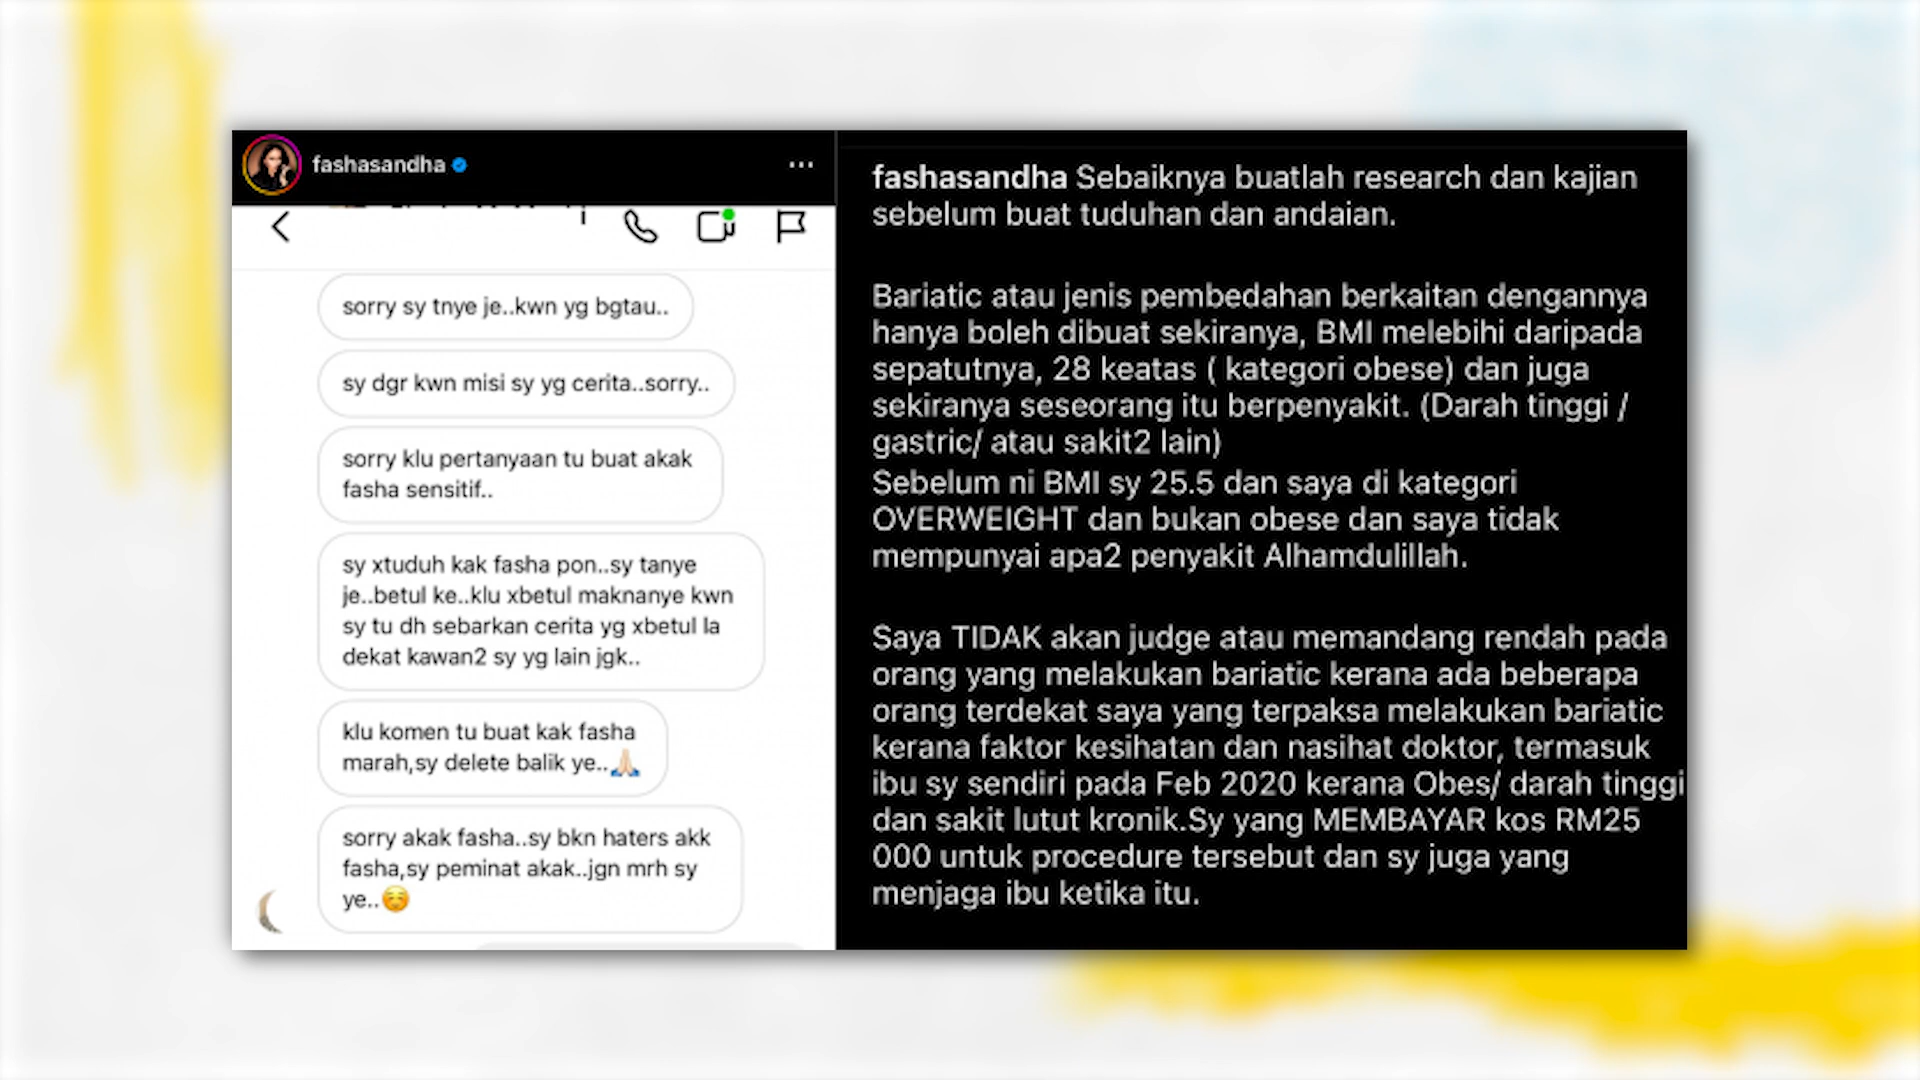 fashasandha
sorry sy tnye je..kwn yg bgtau..
sy dgr kwn misi sy yg cerita..sorry..
sorry klu pertanyaan tu buat akak
fasha sensitif..
sy xtuduh kak fasha pon..sy tanye
je..betul ke..klu xbetul maknanye kwn
sy tu dh sebarkan cerita yg xbetul la
dekat kawan2 sy yg lain jgk..
klu komen tu buat kak fasha
marah,sy delete balik ye..🙏🏻
sorry akak fasha..sy bkn haters akk
fasha,sy peminat akak..jgn mrh sy
ye..☺️
fashasandha Sebaiknya buatlah research dan kajian
sebelum buat tuduhan dan andaian.
Bariatic atau jenis pembedahan berkaitan dengannya
hanya boleh dibuat sekiranya, BMI melebihi daripada
sepatutnya, 28 keatas ( kategori obese) dan juga
sekiranya seseorang itu berpenyakit. (Darah tinggi /
gastric/ atau sakit2 lain)
Sebelum ni BMI sy 25.5 dan saya di kategori
OVERWEIGHT dan bukan obese dan saya tidak
mempunyai apa2 penyakit Alhamdulillah.
Saya TIDAK akan judge atau memandang rendah pada
orang yang melakukan bariatic kerana ada beberapa
orang terdekat saya yang terpaksa melakukan bariatic
kerana faktor kesihatan dan nasihat doktor, termasuk
ibu sy sendiri pada Feb 2020 kerana Obes/ darah tinggi
dan sakit lutut kronik.Sy yang MEMBAYAR kos RM25
000 untuk procedure tersebut dan sy juga yang
menjaga ibu ketika itu.